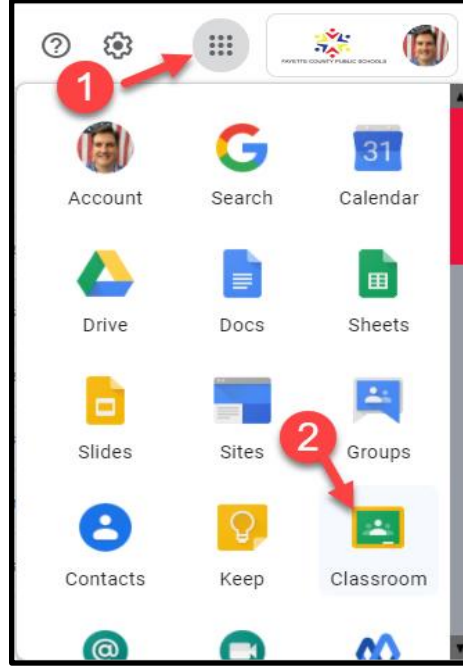 FAYETTE COUNTY PUBLIC SCHOOLS
1
31
Account Search Calendar
Drive Docs Sheets
Slides Sites Groups
2
Contacts Keep Classroom